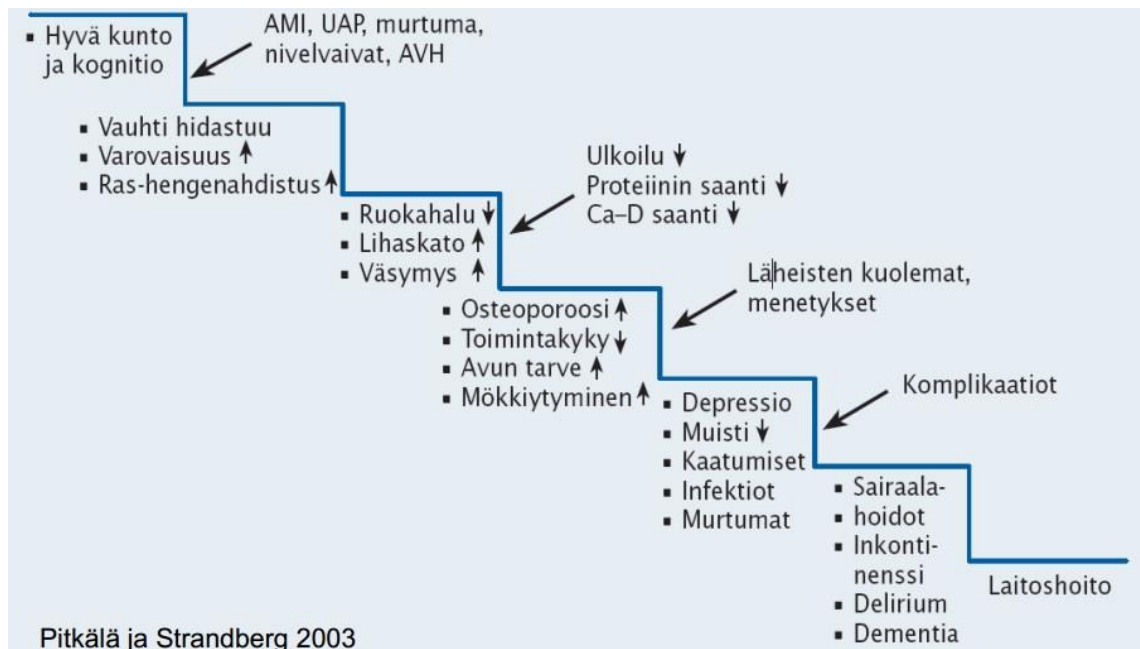 ▪ Hyvä kunto
ja kognitio
AMI, UAP, murtuma,
nivelvaivat, AVH
▪ Vauhti hidastuu
▪ Varovaisuus ↑
▪ Ras-hengenahdistus ↑
Ulkoilu ↓
Proteiinin saanti ↓
Ca–D saanti ↓
▪ Ruokahalu ↓
▪ Lihaskato ↑
▪ Väsymys ↑
Läheisten kuolemat,
menetykset
▪ Osteoporoosi ↑
▪ Toimintakyky ↓
▪ Avun tarve ↑
▪ Mökkiytyminen ↑
Komplikaatiot
▪ Depressio
▪ Muisti ↓
▪ Kaatumiset
▪ Infektiot
▪ Murtumat
▪ Sairaala-
▪ hoidot
▪ Inkonti-
nenssi
▪ Delirium
▪ Dementia
Laitoshoito
Pitkälä ja Strandberg 2003